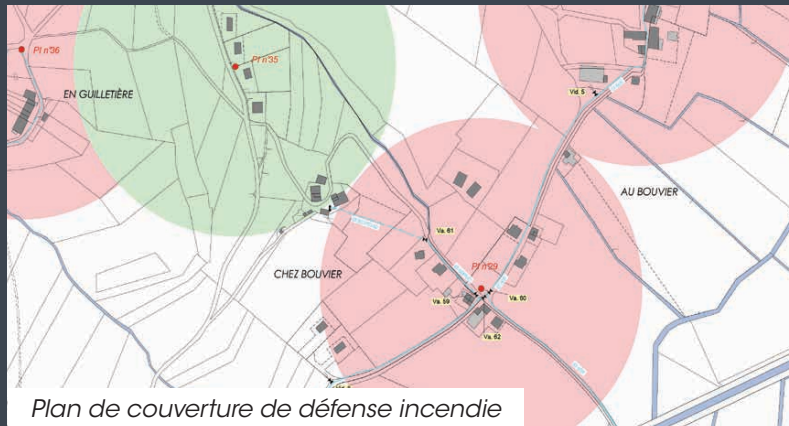 PI n°36
PI n°35
EN GUILLETIÈRE
Vid. 5
AU BOUVIER
Va. 61
CHEZ BOUVIER
PI n°29
Va. 59
Va. 60
Va. 62
Plan de couverture de défense incendie